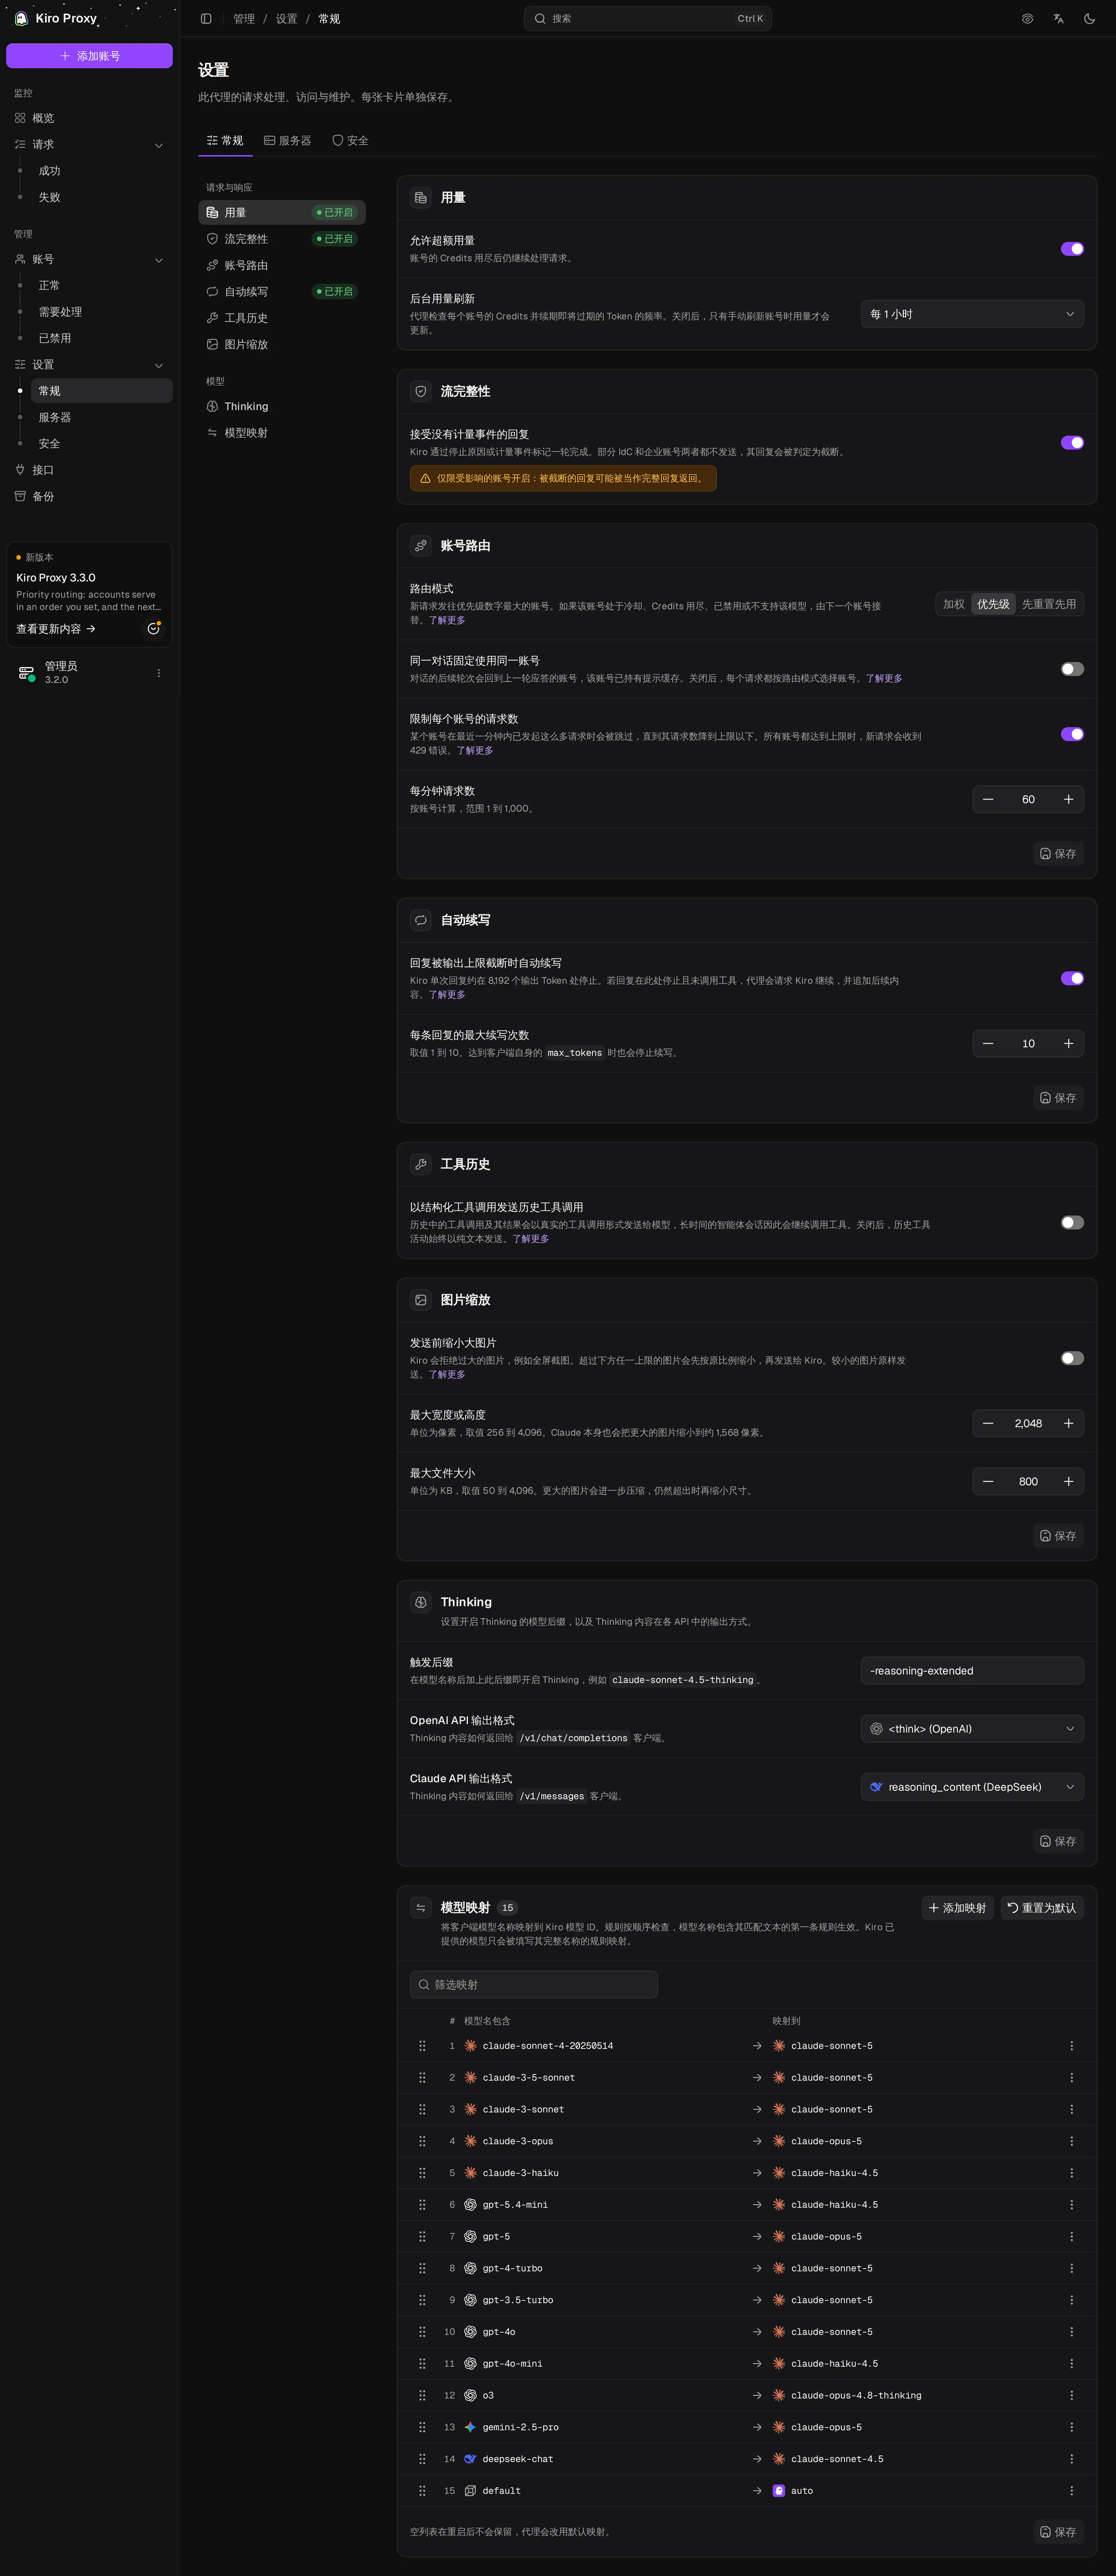 Kiro Proxy
管理 / 设置 / 常规
搜索
Ctrl K
添加账号
监控
概览
请求
成功
失败
管理
账号
正常
需要处理
已禁用
设置
常规
服务器
安全
接口
备份
新版本
Kiro Proxy 3.3.0
Priority routing: accounts serve
in an order you set, and the next...
查看更新内容
管理员
3.2.0
设置
此代理的请求处理、访问与维护。每张卡片单独保存。
常规
服务器
安全
请求与响应
用量
已开启
流完整性
已开启
账号路由
自动续写
已开启
工具历史
图片缩放
模型
Thinking
模型映射
用量
允许超额用量
账号的 Credits 用尽后仍继续处理请求。
后台用量刷新
代理检查每个账号的 Credits 并续期即将过期的 Token 的频率。关闭后，只有手动刷新账号时用量才会
更新。
每 1 小时
流完整性
接受没有计量事件的回复
Kiro 通过停止原因或计量事件标记一轮完成。部分 IdC 和企业账号两者都不发送，其回复会被判定为截断。
仅限受影响的账号开启：被截断的回复可能被当作完整回复返回。
账号路由
路由模式
新请求发往优先级数字最大的账号。如果该账号处于冷却、Credits 用尽、已禁用或不支持该模型，由下一个账号接
替。了解更多
加权
优先级
先重置先用
同一对话固定使用同一账号
对话的后续轮次会回到上一轮应答的账号，该账号已持有提示缓存。关闭后，每个请求都按路由模式选择账号。了解更多
限制每个账号的请求数
某个账号在最近一分钟内已发起这么多请求时会被跳过，直到其请求数降到上限以下。所有账号都达到上限时，新请求会收到
429 错误。了解更多
每分钟请求数
按账号计算，范围 1 到 1,000。
60
保存
自动续写
回复被输出上限截断时自动续写
Kiro 单次回复约在 8,192 个输出 Token 处停止。若回复在此处停止且未调用工具，代理会请求 Kiro 继续，并追加后续内
容。了解更多
每条回复的最大续写次数
取值 1 到 10。达到客户端自身的 max_tokens 时也会停止续写。
10
保存
工具历史
以结构化工具调用发送历史工具调用
历史中的工具调用及其结果会以真实的工具调用形式发送给模型，长时间的智能体会话因此会继续调用工具。关闭后，历史工具
活动始终以纯文本发送。了解更多
图片缩放
发送前缩小大图片
Kiro 会拒绝过大的图片，例如全屏截图。超过下方任一上限的图片会先按原比例缩小，再发送给 Kiro。较小的图片原样发
送。了解更多
最大宽度或高度
单位为像素，取值 256 到 4,096。Claude 本身也会把更大的图片缩小到约 1,568 像素。
2,048
最大文件大小
单位为 KB，取值 50 到 4,096。更大的图片会进一步压缩，仍然超出时再缩小尺寸。
800
保存
Thinking
设置开启 Thinking 的模型后缀，以及 Thinking 内容在各 API 中的输出方式。
触发后缀
在模型名称后加上此后缀即开启 Thinking，例如 claude-sonnet-4.5-thinking。
-reasoning-extended
OpenAI API 输出格式
Thinking 内容如何返回给 /v1/chat/completions 客户端。
<think> (OpenAI)
Claude API 输出格式
Thinking 内容如何返回给 /v1/messages 客户端。
reasoning_content (DeepSeek)
保存
模型映射 15
将客户端模型名称映射到 Kiro 模型 ID。规则按顺序检查，模型名称包含其匹配文本的第一条规则生效。Kiro 已
提供的模型只会被填写其完整名称的规则映射。
添加映射
重置为默认
筛选映射
# 模型名包含 映射到
1 claude-sonnet-4-20250514 → claude-sonnet-5
2 claude-3-5-sonnet → claude-sonnet-5
3 claude-3-sonnet → claude-sonnet-5
4 claude-3-opus → claude-opus-5
5 claude-3-haiku → claude-haiku-4.5
6 gpt-5.4-mini → claude-haiku-4.5
7 gpt-5 → claude-opus-5
8 gpt-4-turbo → claude-sonnet-5
9 gpt-3.5-turbo → claude-sonnet-5
10 gpt-4o → claude-sonnet-5
11 gpt-4o-mini → claude-haiku-4.5
12 o3 → claude-opus-4.8-thinking
13 gemini-2.5-pro → claude-opus-5
14 deepseek-chat → claude-sonnet-4.5
15 default → auto
空列表在重启后不会保留，代理会改用默认映射。
保存